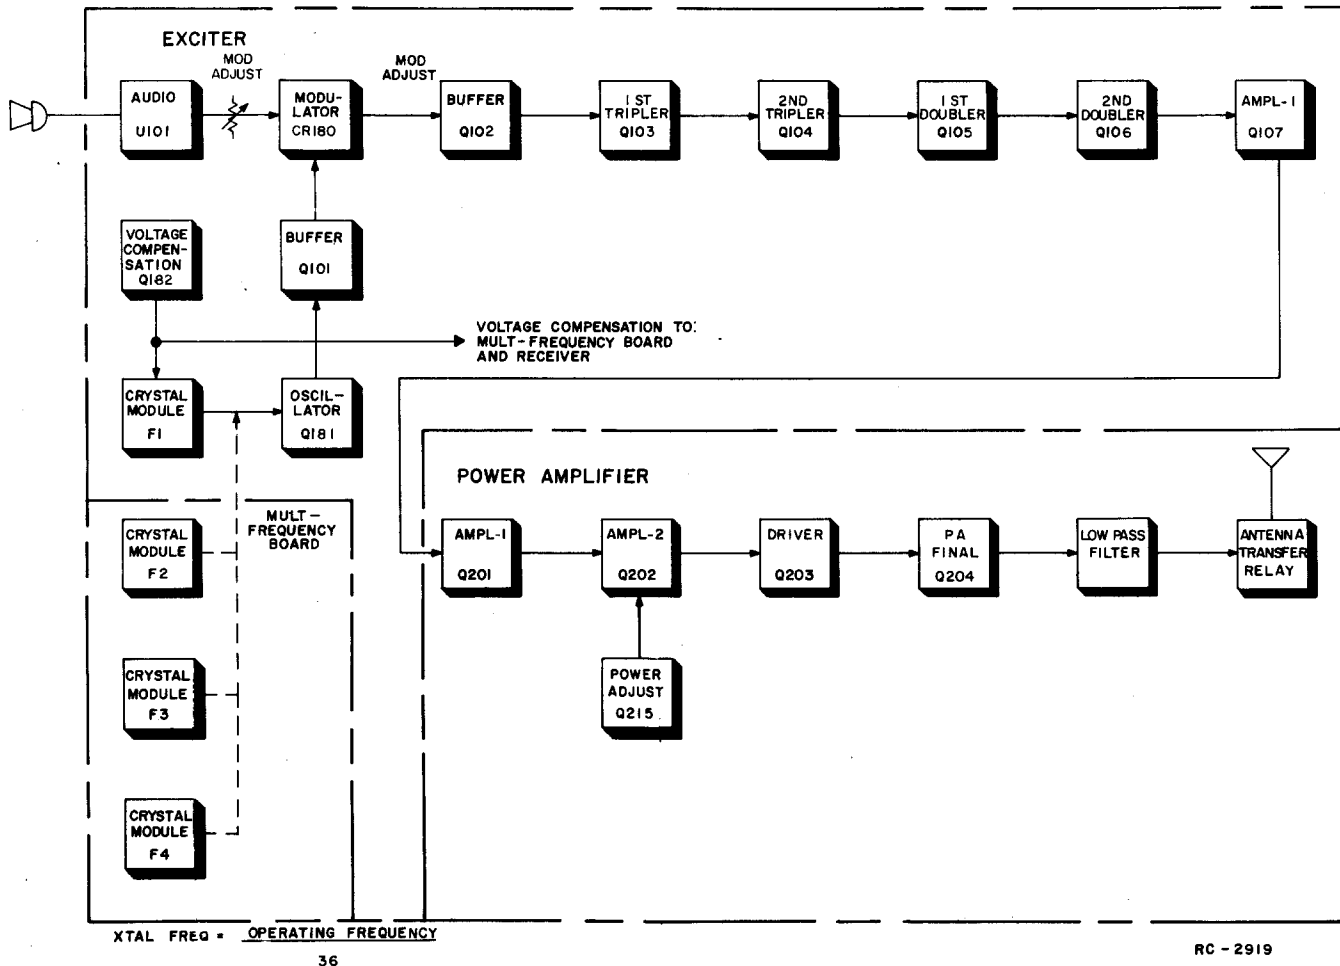 EXCITER
MOD
ADJUST
MOD
ADJUST
AUDIO
U101
MODU-
LATOR
CR180
BUFFER
Q102
1ST
TRIPLER
Q103
2ND
TRIPLER
Q104
1ST
DOUBLER
Q105
2ND
DOUBLER
Q106
AMPL-1
Q107
VOLTAGE
COMPEN-
SATION
Q182
BUFFER
Q101
VOLTAGE COMPENSATION TO:
MULT-FREQUENCY BOARD
AND RECEIVER
CRYSTAL
MODULE
F1
OSCIL-
LATOR
Q181
POWER AMPLIFIER
MULT-
FREQUENCY
BOARD
CRYSTAL
MODULE
F2
AMPL-1
Q201
AMPL-2
Q202
DRIVER
Q203
PA
FINAL
Q204
LOW PASS
FILTER
ANTENNA
TRANSFER
RELAY
CRYSTAL
MODULE
F3
POWER
ADJUST
Q215
CRYSTAL
MODULE
F4
XTAL FREQ = OPERATING FREQUENCY
36
RC-2919